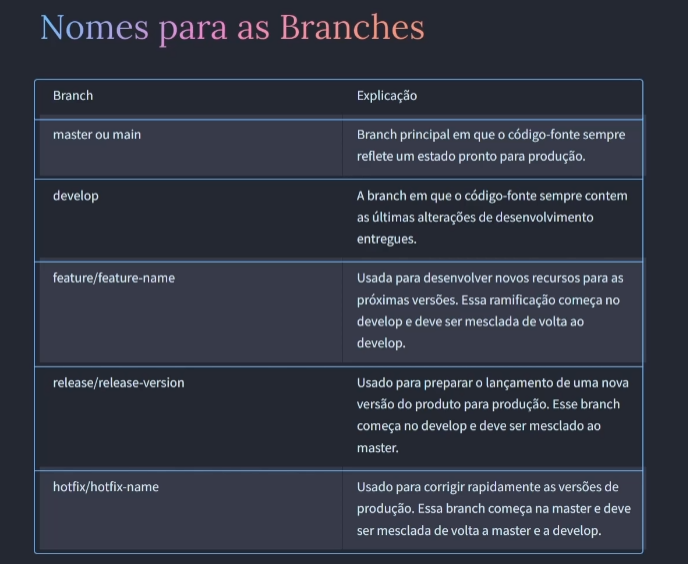 Nomes para as Branches
Branch
Explicação
master ou main
Branch principal em que o código-fonte sempre
reflete um estado pronto para produção.
develop
A branch em que o código-fonte sempre contem
as últimas alterações de desenvolvimento
entregues.
feature/feature-name
Usada para desenvolver novos recursos para as
próximas versões. Essa ramificação começa no
develop e deve ser mesclada de volta ao
develop.
release/release-version
Usado para preparar o lançamento de uma nova
versão do produto para produção. Esse branch
começa no develop e deve ser mesclado ao
master.
hotfix/hotfix-name
Usado para corrigir rapidamente as versões de
produção. Essa branch começa na master e deve
ser mesclada de volta a master e a develop.